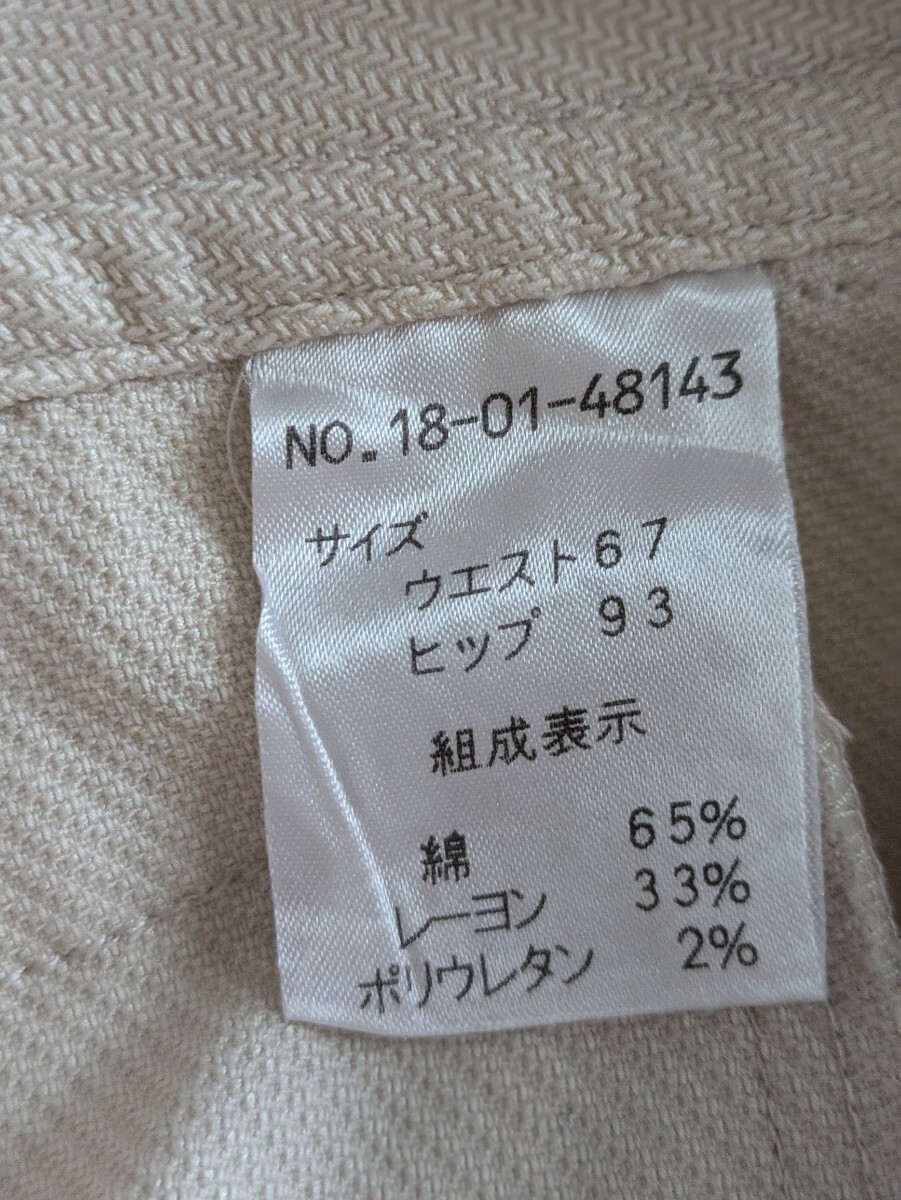 NO.18-01-48143
サイズ
ウエスト67
ヒップ 93
組成表示
綿 65%
レーヨン 33%
ポリウレタン 2%